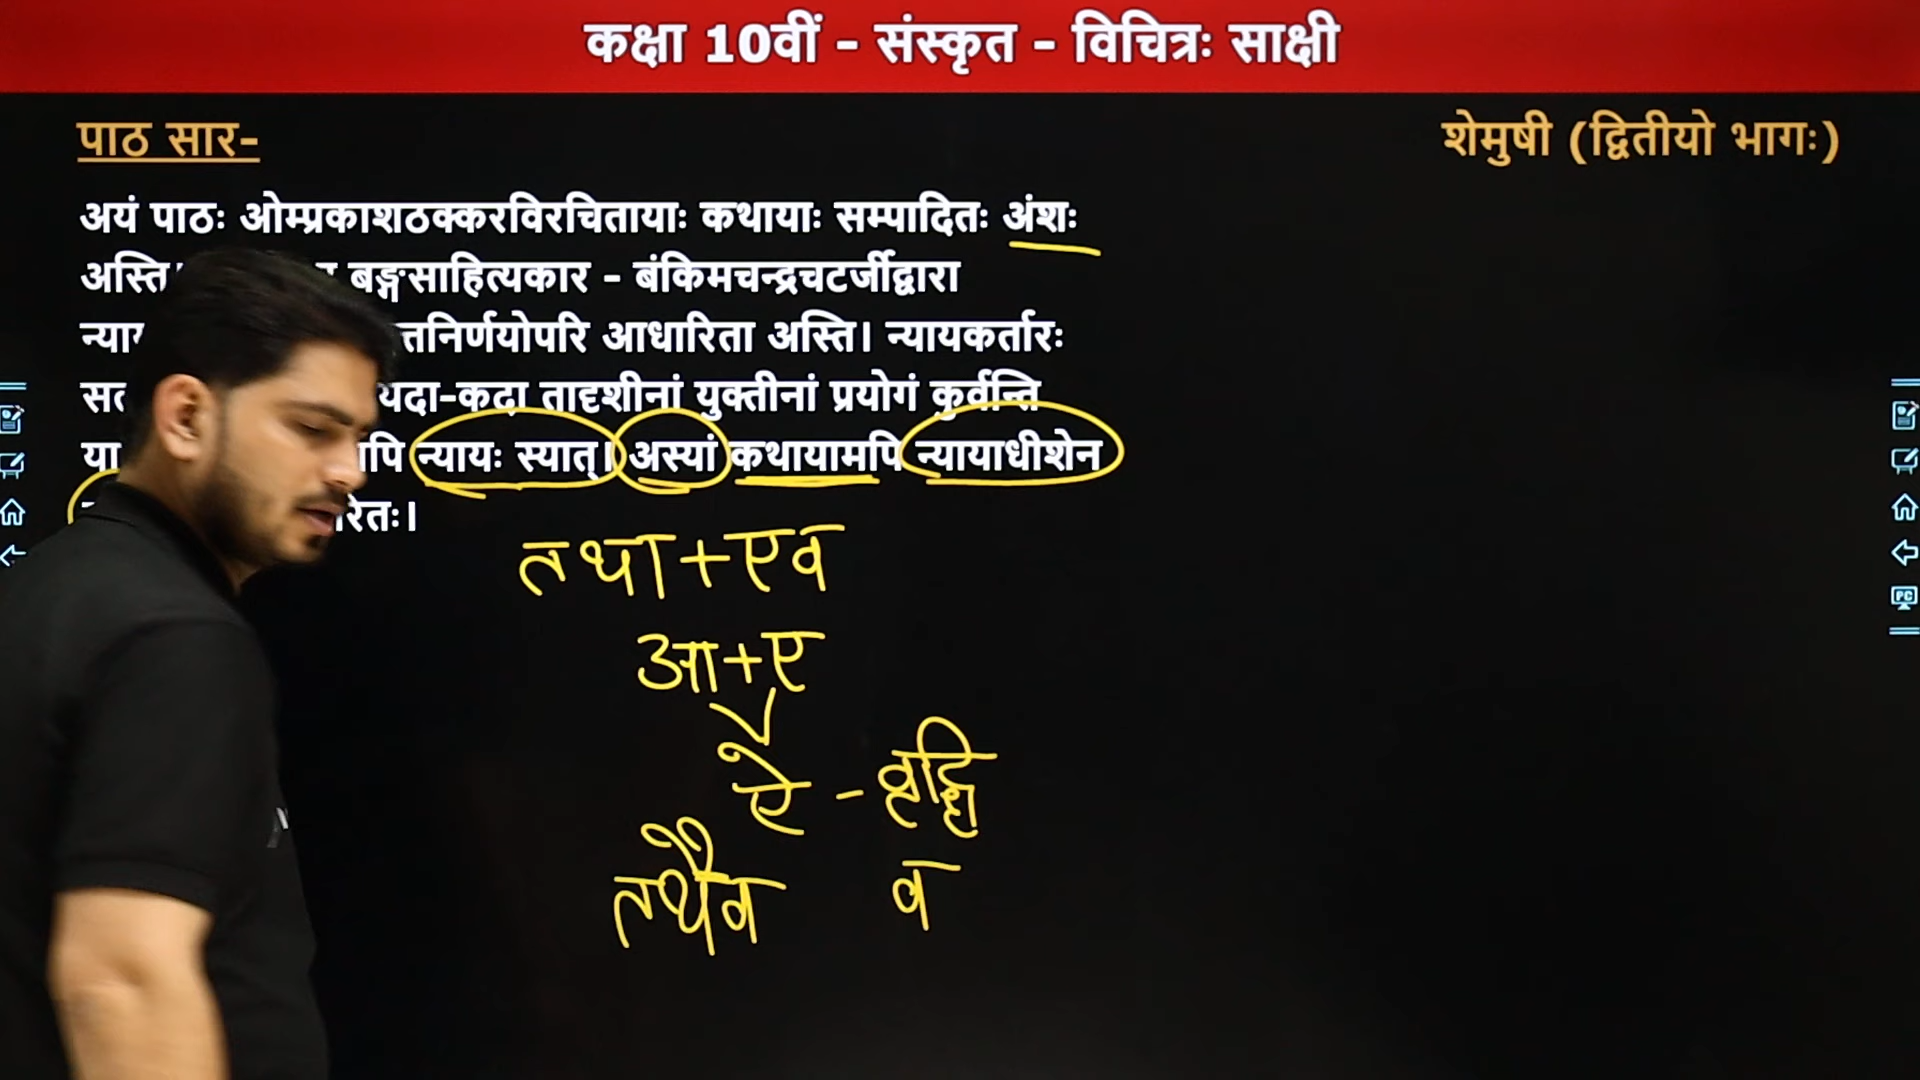 कक्षा 10वीं - संस्कृत - विचित्रः साक्षी
पाठ सार-
शेमुषी (द्वितीयो भागः)
अयं पाठः ओम्प्रकाशठक्करविरचितायाः कथायाः सम्पादितः अंशः
अस्ति। बङ्गसाहित्यकार - बंकिमचन्द्रचटर्जीद्वारा
तनिर्णयोपरि आधारिता अस्ति। न्यायकर्तारः
यदा-कदा तादृशीनां युक्तीनां प्रयोगं कुर्वन्ति
न्यायः स्यात्। अस्यां कथायामपि न्यायाधीशेन
रितः।
तथा+एव
आ+ए
ऐ - वृद्धि
तथैव व
PC